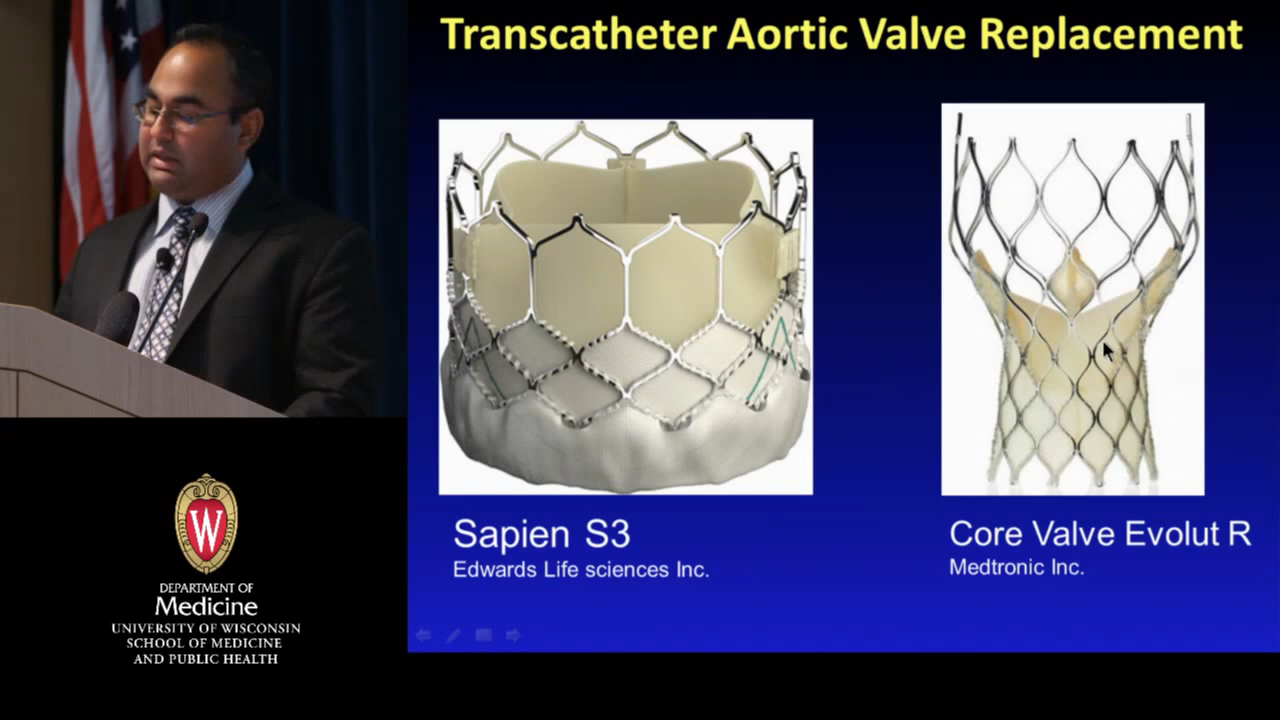 Transcatheter Aortic Valve Replacement
Sapien S3
Edwards Life sciences Inc.
Core Valve Evolut R
Medtronic Inc.
W
DEPARTMENT OF
Medicine
UNIVERSITY OF WISCONSIN
SCHOOL OF MEDICINE
AND PUBLIC HEALTH